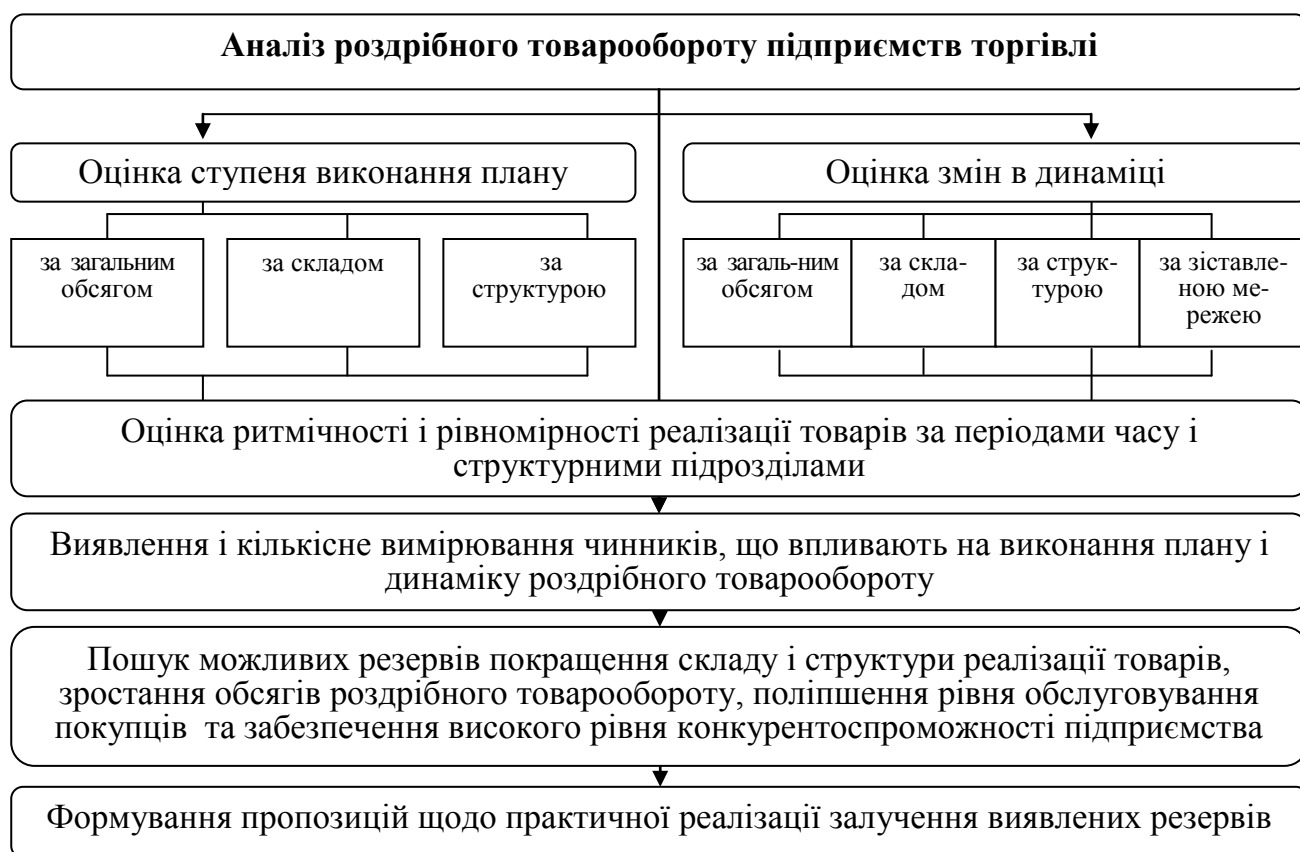 Аналіз роздрібного товарообороту підприємств торгівлі
Оцінка ступеня виконання плану
Оцінка змін в динаміці
за загальним
обсягом
за складом
за
структурою
за загаль-ним
обсягом
за скла-
дом
за струк-
турою
за зіставле-
ною ме-
режею
Оцінка ритмічності і рівномірності реалізації товарів за періодами часу і
структурними підрозділами
Виявлення і кількісне вимірювання чинників, що впливають на виконання плану і
динаміку роздрібного товарообороту
Пошук можливих резервів покращення складу і структури реалізації товарів,
зростання обсягів роздрібного товарообороту, поліпшення рівня обслуговування
покупців та забезпечення високого рівня конкурентоспроможності підприємства
Формування пропозицій щодо практичної реалізації залучення виявлених резервів